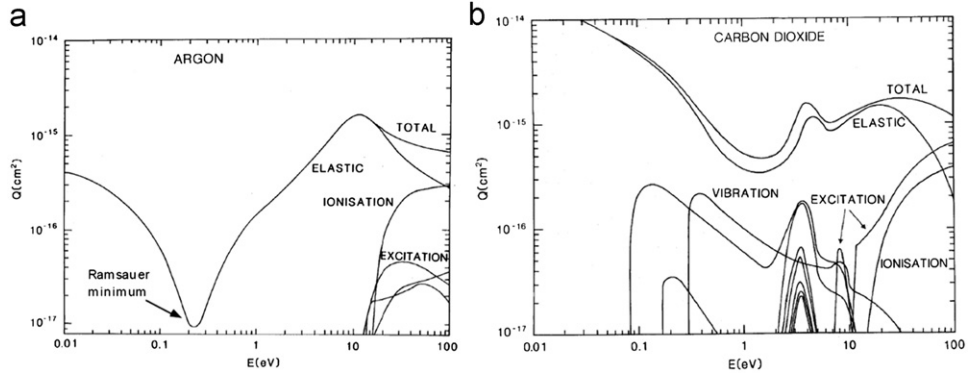 a
ARGON
Q(cm²)
10⁻¹⁴
10⁻¹⁵
10⁻¹⁶
10⁻¹⁷
TOTAL
ELASTIC
IONISATION
EXCITATION
Ramsauer
minimum
0.01
0.1
1
10
100
E(eV)
b
CARBON DIOXIDE
Q(cm²)
10⁻¹⁴
10⁻¹⁵
10⁻¹⁶
10⁻¹⁷
TOTAL
ELASTIC
VIBRATION
EXCITATION
IONISATION
0.01
0.1
1
10
100
E(eV)